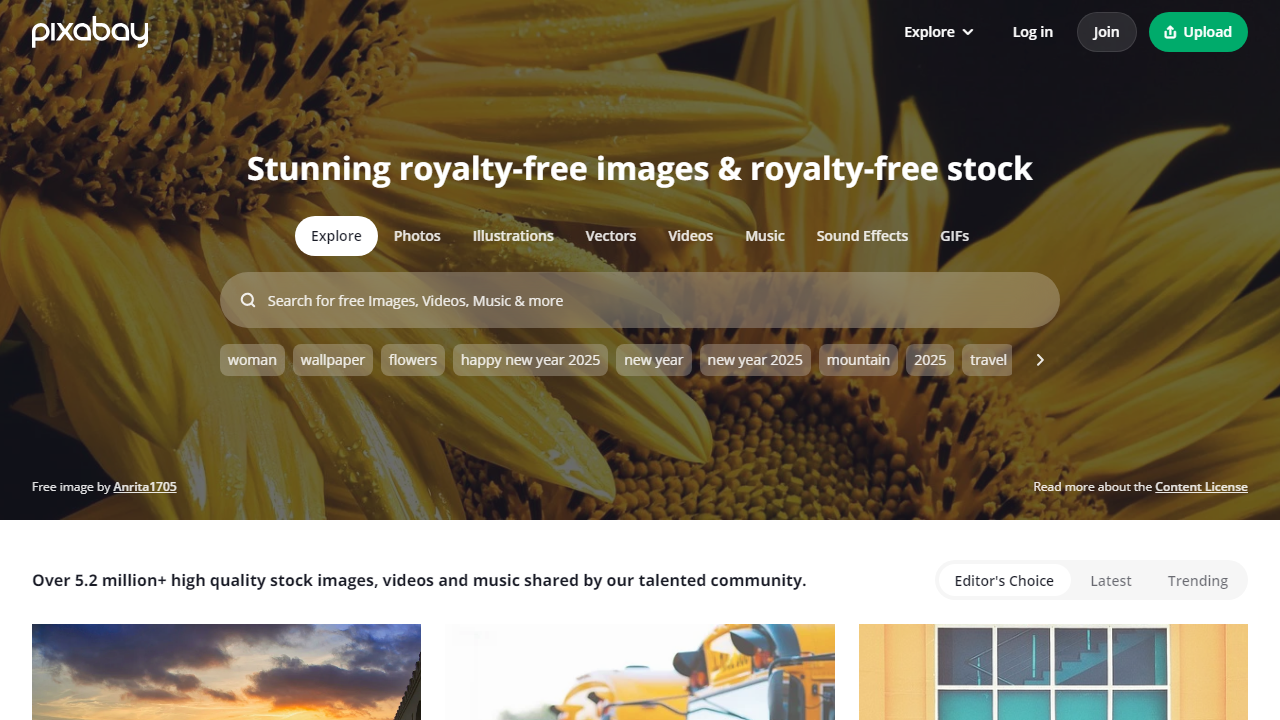 pixabay
Explore
Log in
Join
Upload
Stunning royalty-free images & royalty-free stock
Explore
Photos
Illustrations
Vectors
Videos
Music
Sound Effects
GIFs
Search for free Images, Videos, Music & more
woman
wallpaper
flowers
happy new year 2025
new year
new year 2025
mountain
2025
travel
Free image by Anrita1705
Read more about the Content License
Over 5.2 million+ high quality stock images, videos and music shared by our talented community.
Editor's Choice
Latest
Trending